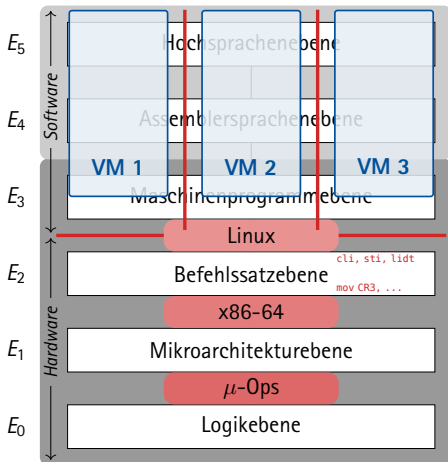 E5 Hochsprachenebene
Software
E4 Assemblersprachenebene
VM 1 VM 2 VM 3
E3 Maschinenprogrammebene
Linux
cli, sti, lidt
E2 Befehlssatzebene
mov CR3, ...
x86-64
Hardware
E1 Mikroarchitekturebene
μ-Ops
E0 Logikebene